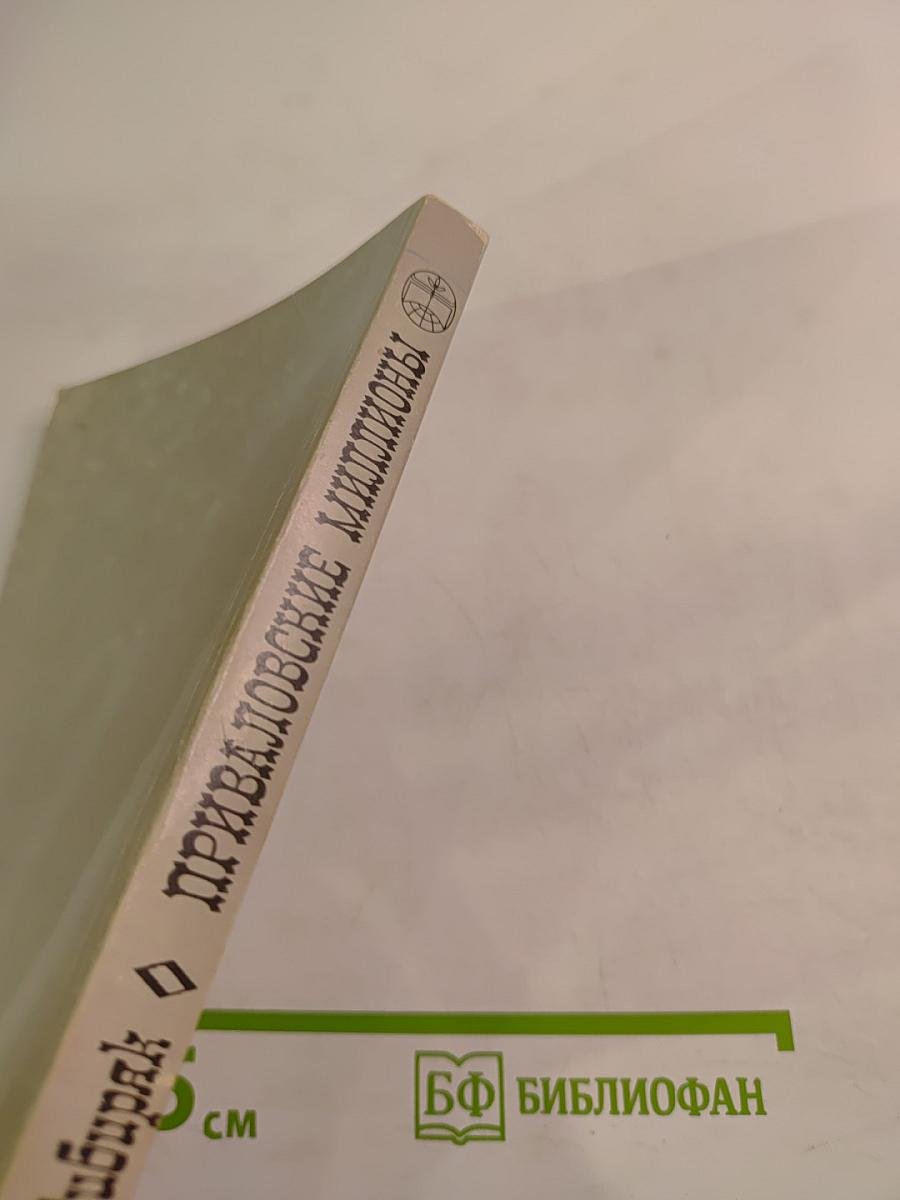 ибиряк ◊ ПРИВАЛОВСКИЕ МИЛЛИОНЫ
см
БФ БИБЛИОФАН